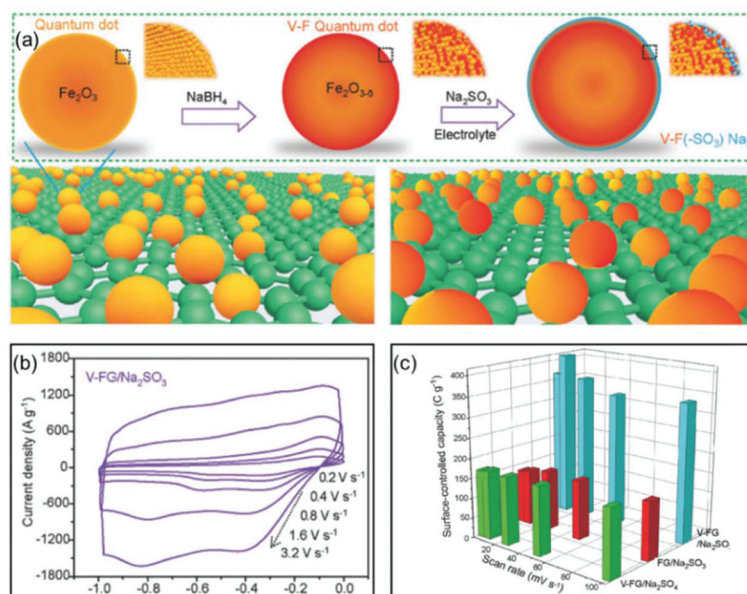 (a)
Quantum dot
V-F Quantum dot
Fe₂O₃
NaBH₄
Fe₂O₃₋δ
Na₂SO₃
Electrolyte
V-F(-SO₃) Na
(b)
V-FG/Na₂SO₃
Current density (A g⁻¹)
1800
1200
600
0
-600
-1200
-1800
0.2 V s⁻¹
0.4 V s⁻¹
0.8 V s⁻¹
1.6 V s⁻¹
3.2 V s⁻¹
-1.0
-0.8
-0.6
-0.4
-0.2
0.0
(c)
Surface-controlled capacity (C g⁻¹)
400
350
300
250
200
150
100
50
0
20
40
60
80
100
Scan rate (mV s⁻¹)
V-FG/Na₂SO₄
FG/Na₂SO₃
V-FG
/Na₂SO